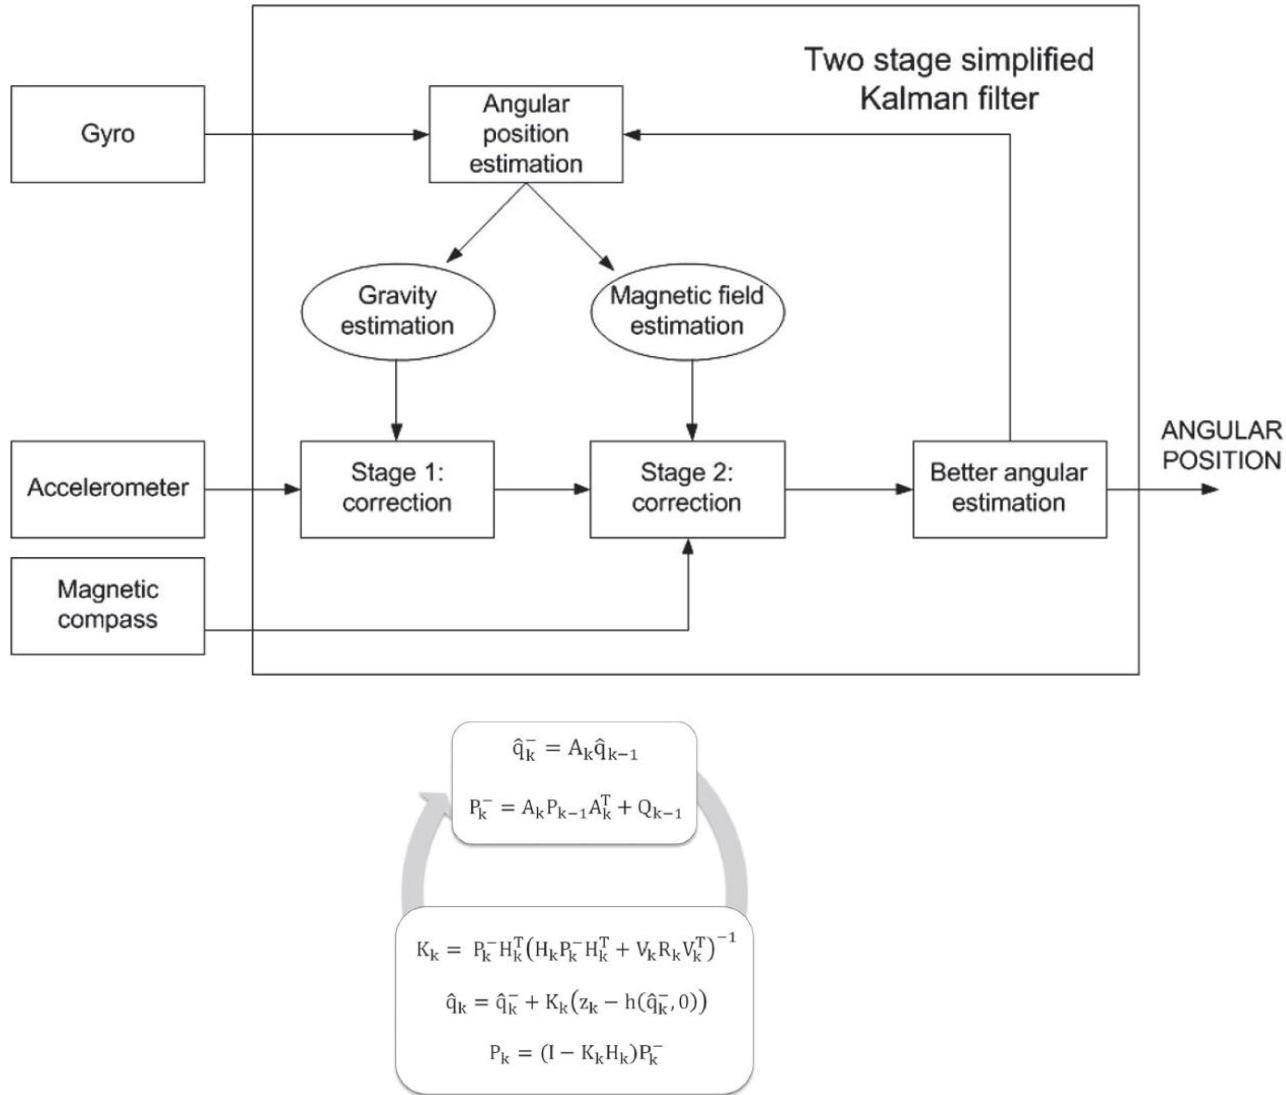 Two stage simplified
Kalman filter
Gyro
Angular
position
estimation
Gravity
estimation
Magnetic field
estimation
Accelerometer
Stage 1:
correction
Stage 2:
correction
Better angular
estimation
ANGULAR
POSITION
Magnetic
compass
q̂ₖ⁻ = Aₖq̂ₖ₋₁
Pₖ⁻ = AₖPₖ₋₁Aₖᵀ + Qₖ₋₁
Kₖ = Pₖ⁻Hₖᵀ(HₖPₖ⁻Hₖᵀ + VₖRₖVₖᵀ)⁻¹
q̂ₖ = q̂ₖ⁻ + Kₖ(zₖ − h(q̂ₖ⁻, 0))
Pₖ = (I − KₖHₖ)Pₖ⁻